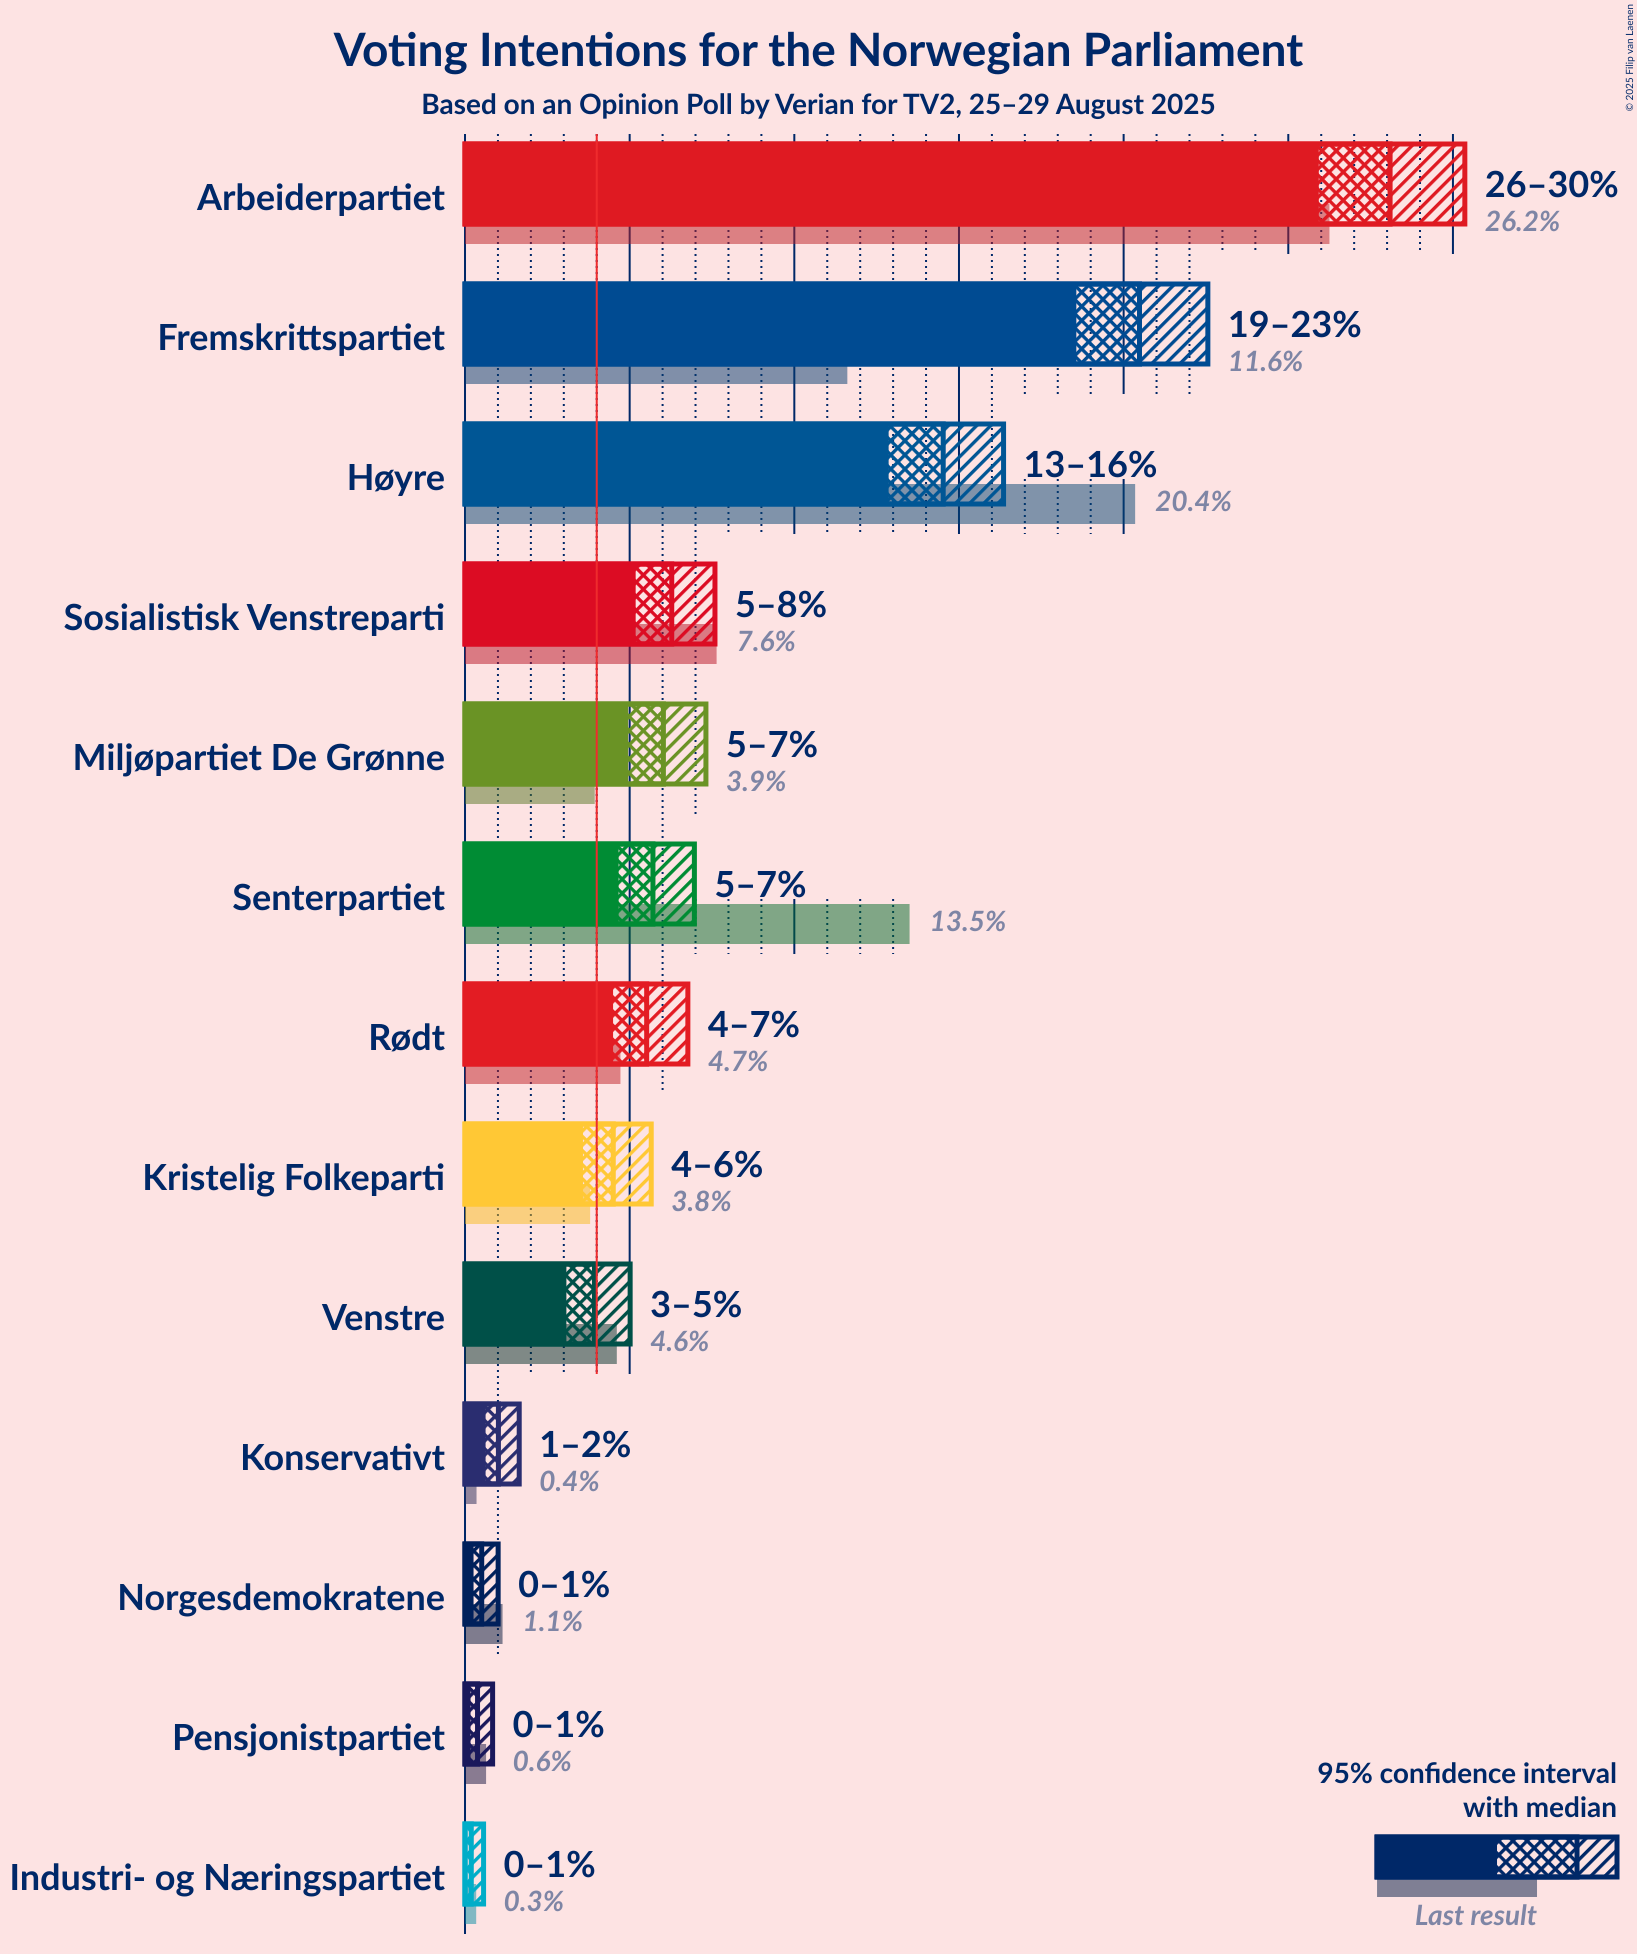 © 2025 Filip van Laenen
Voting Intentions for the Norwegian Parliament
Based on an Opinion Poll by Verian for TV2, 25–29 August 2025
Arbeiderpartiet
26–30%
26.2%
Fremskrittspartiet
19–23%
11.6%
Høyre
13–16%
20.4%
Sosialistisk Venstreparti
5–8%
7.6%
Miljøpartiet De Grønne
5–7%
3.9%
Senterpartiet
5–7%
13.5%
Rødt
4–7%
4.7%
Kristelig Folkeparti
4–6%
3.8%
Venstre
3–5%
4.6%
Konservativt
1–2%
0.4%
Norgesdemokratene
0–1%
1.1%
Pensjonistpartiet
0–1%
0.6%
Industri- og Næringspartiet
0–1%
0.3%
95% confidence interval
with median
Last result